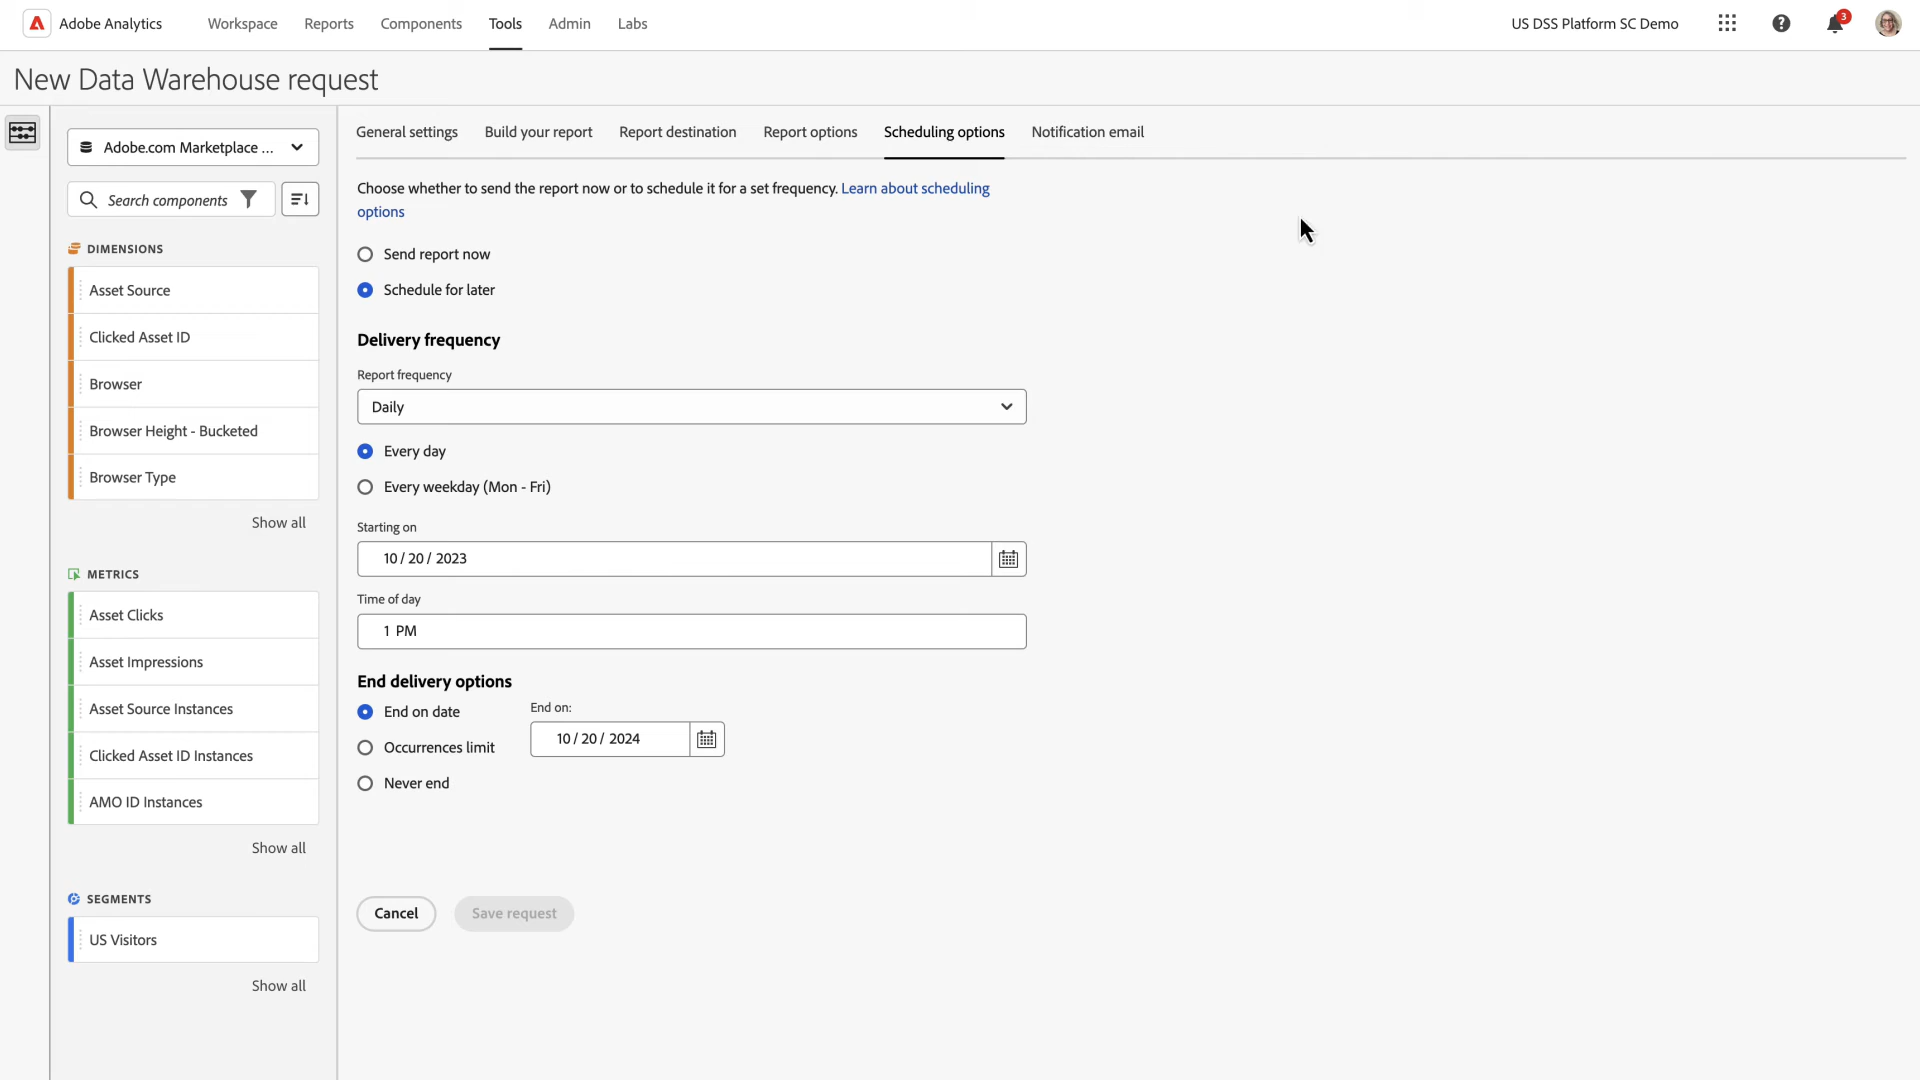 Adobe Analytics
Workspace
Reports
Components
Tools
Admin
Labs
US DSS Platform SC Demo
3
New Data Warehouse request
Adobe.com Marketplace ...
Search components
DIMENSIONS
Asset Source
Clicked Asset ID
Browser
Browser Height - Bucketed
Browser Type
Show all
METRICS
Asset Clicks
Asset Impressions
Asset Source Instances
Clicked Asset ID Instances
AMO ID Instances
Show all
SEGMENTS
US Visitors
Show all
General settings
Build your report
Report destination
Report options
Scheduling options
Notification email
Choose whether to send the report now or to schedule it for a set frequency. Learn about scheduling
options
Send report now
Schedule for later
Delivery frequency
Report frequency
Daily
Every day
Every weekday (Mon - Fri)
Starting on
10 / 20 / 2023
Time of day
1 PM
End delivery options
End on date
Occurrences limit
Never end
End on:
10 / 20 / 2024
Cancel
Save request